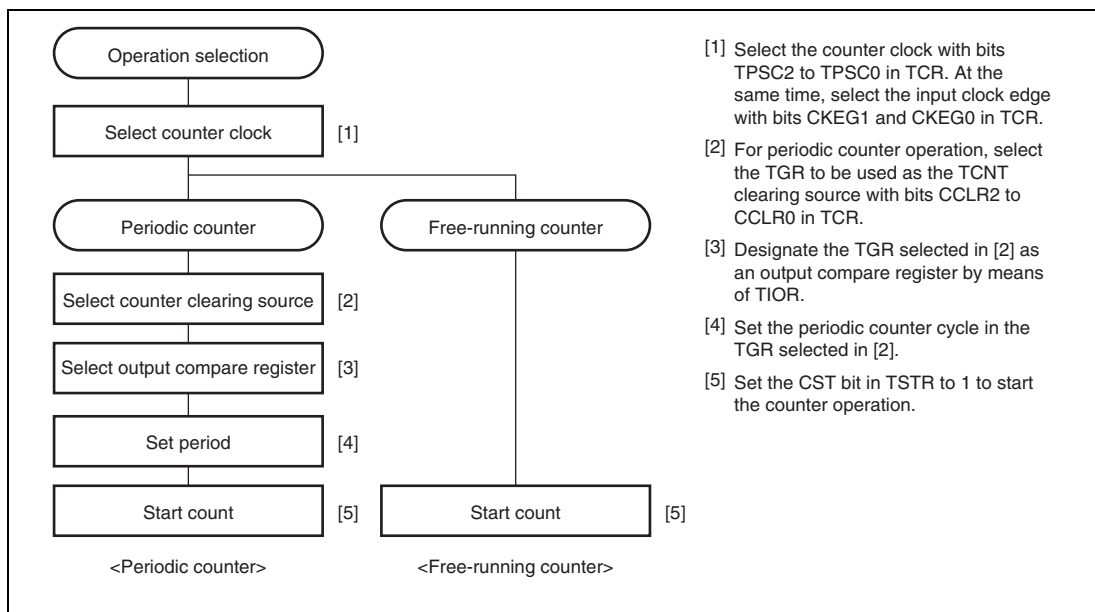 Operation selection
Select counter clock
[1]
Periodic counter
Free-running counter
Select counter clearing source
[2]
Select output compare register
[3]
Set period
[4]
Start count
[5]
Start count
[5]
<Periodic counter>
<Free-running counter>
[1] Select the counter clock with bits
TPSC2 to TPSC0 in TCR. At the
same time, select the input clock edge
with bits CKEG1 and CKEG0 in TCR.
[2] For periodic counter operation, select
the TGR to be used as the TCNT
clearing source with bits CCLR2 to
CCLR0 in TCR.
[3] Designate the TGR selected in [2] as
an output compare register by means
of TIOR.
[4] Set the periodic counter cycle in the
TGR selected in [2].
[5] Set the CST bit in TSTR to 1 to start
the counter operation.